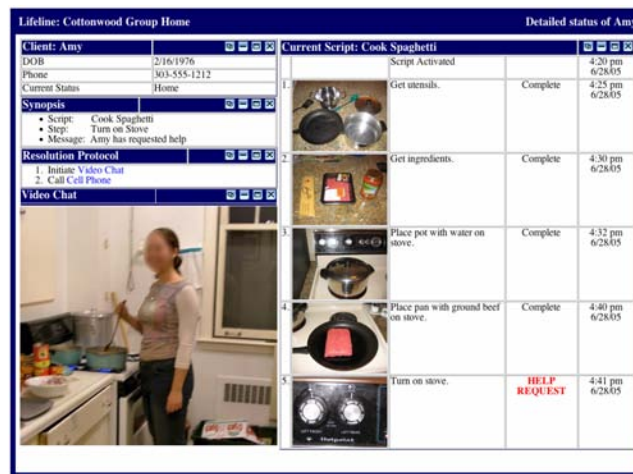 Lifeline: Cottonwood Group Home
Detailed status of Amy
Client: Amy
DOB 2/16/1976
Phone 303-555-1212
Current Status Home
Synopsis
• Script: Cook Spaghetti
• Step: Turn on Stove
• Message: Amy has requested help
Resolution Protocol
1. Initiate Video Chat
2. Call Cell Phone
Video Chat
Current Script: Cook Spaghetti
Script Activated 4:20 pm
6/28/05
1. Get utensils. Complete 4:25 pm
6/28/05
2. Get ingredients. Complete 4:30 pm
6/28/05
3. Place pot with water on Complete 4:32 pm
stove. 6/28/05
4. Place pan with ground beef Complete 4:40 pm
on stove. 6/28/05
5. Turn on stove. HELP 4:41 pm
REQUEST 6/28/05
Hotpoint